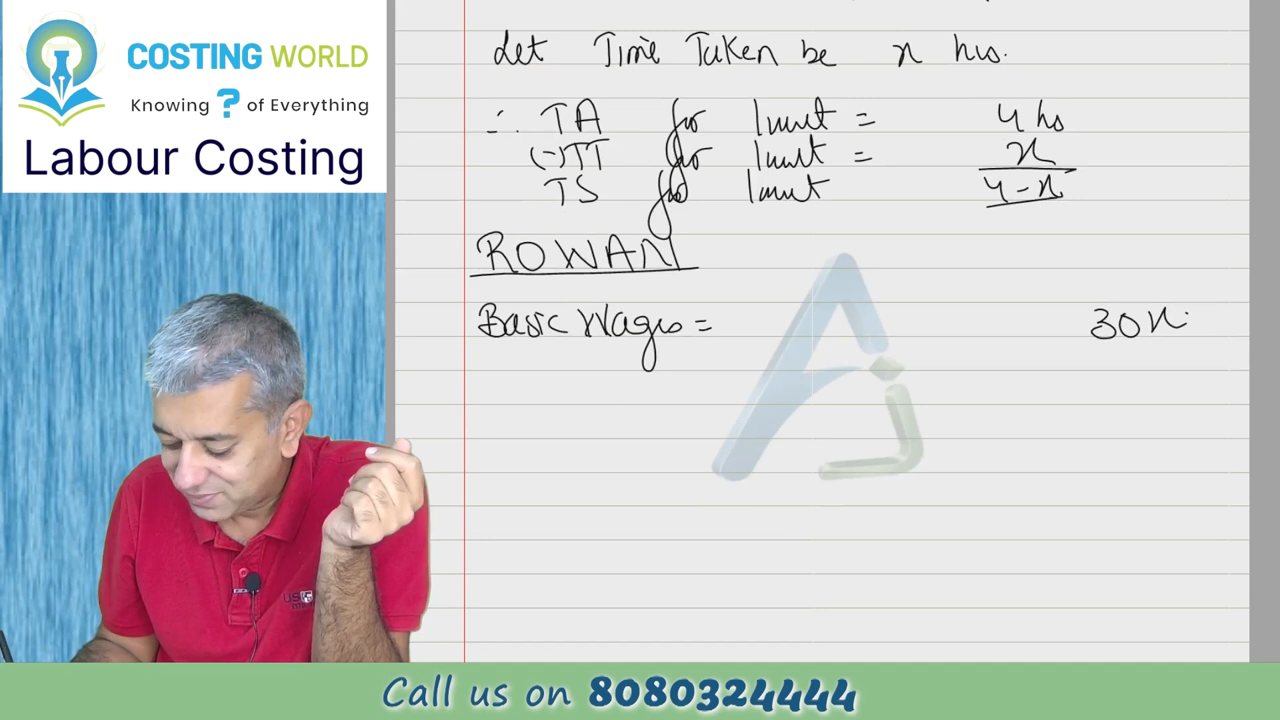 COSTING WORLD
Knowing ? of Everything
Labour Costing
Let Time Taken be x hrs.
∴ TA for 1 unit = 4 hs
(-) TT for 1 unit = x
TS for 1 unit 4-x
ROWAN
Basic Wages = 30x
Call us on 8080324444